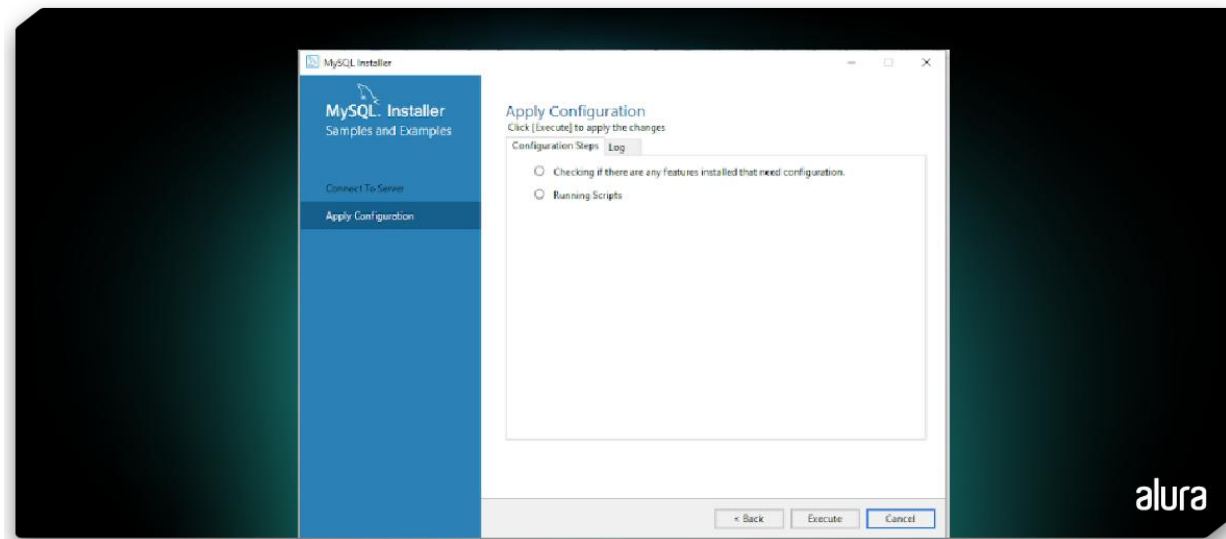 MySQL Installer
MySQL. Installer
Samples and Examples
Connect To Server
Apply Configuration
Apply Configuration
Click [Execute] to apply the changes
Configuration Steps Log
Checking if there are any features installed that need configuration.
Running Scripts
< Back Execute Cancel
alura